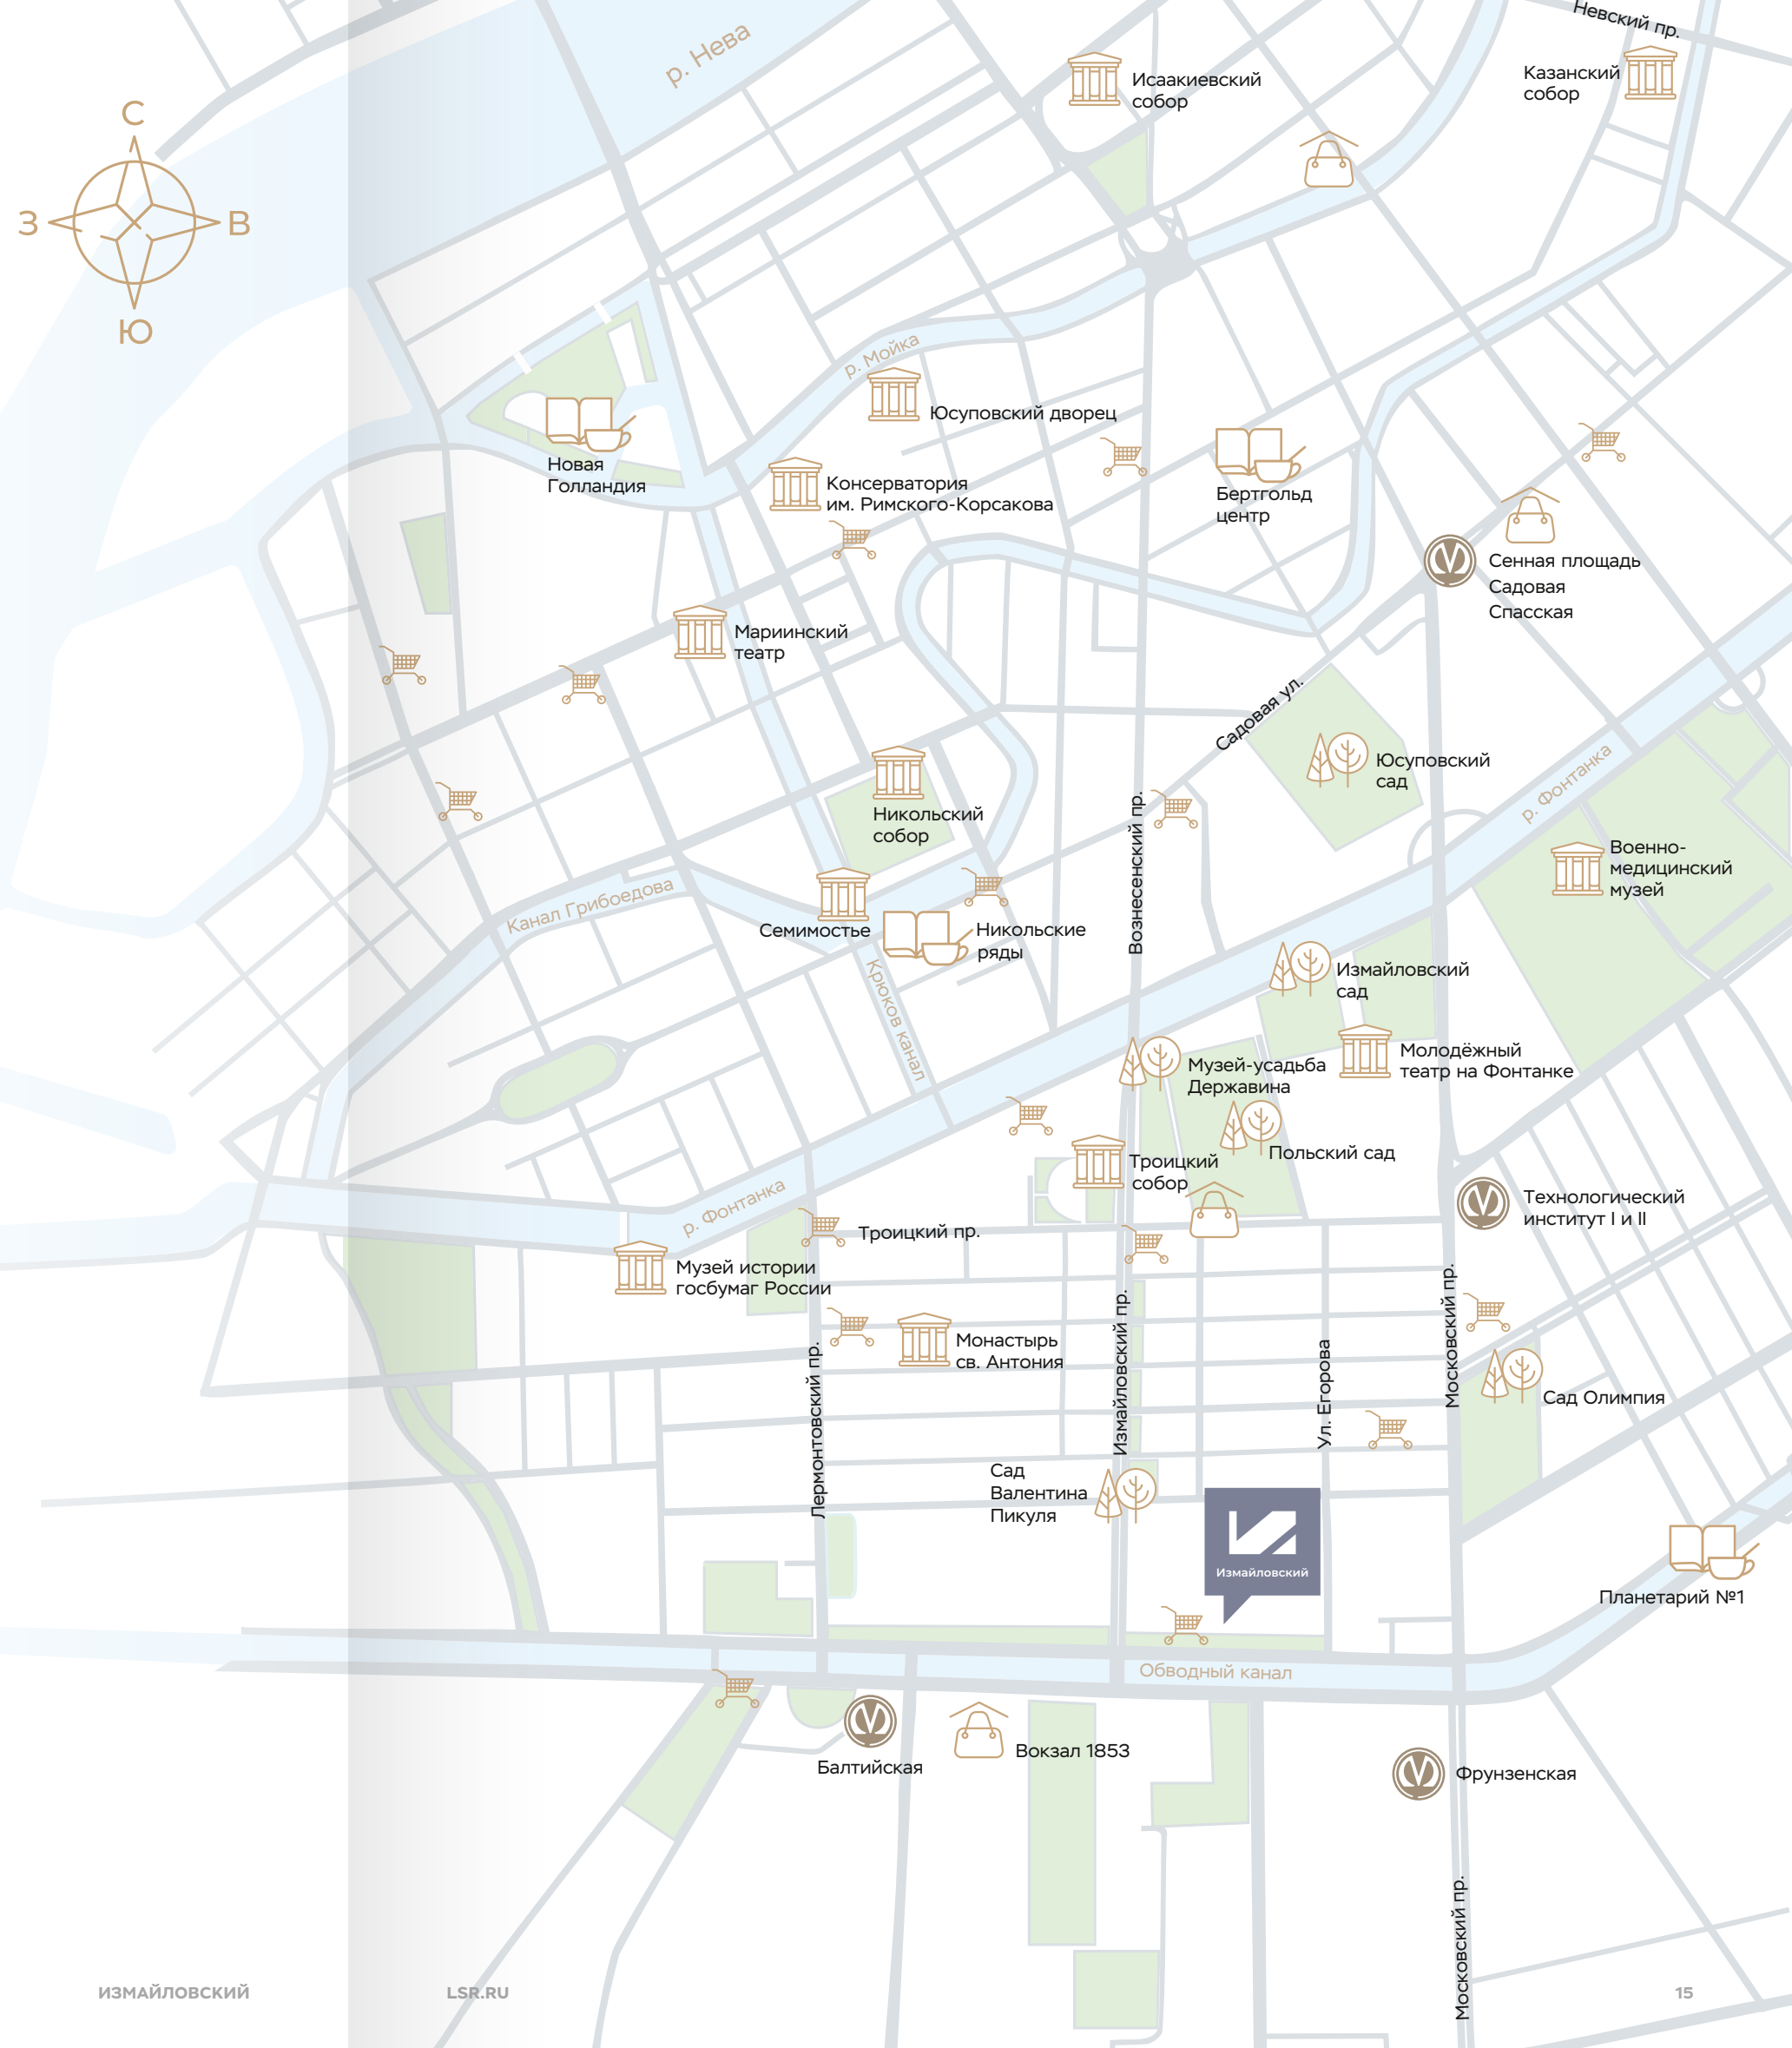 Невский пр.
р. Нева
Исаакиевский
собор
Казанский
собор
С
З
В
Ю
р. Мойка
Юсуповский дворец
Новая
Голландия
Консерватория
им. Римского-Корсакова
Бертгольд
центр
Сенная площадь
Садовая
Спасская
Мариинский
театр
Садовая ул.
Юсуповский
сад
р. Фонтанка
Никольский
собор
Вознесенский пр.
Военно-
медицинский
музей
Канал Грибоедова
Семимостье
Никольские
ряды
Крюков канал
Измайловский
сад
Молодёжный
театр на Фонтанке
Музей-усадьба
Державина
Польский сад
Троицкий
собор
р. Фонтанка
Технологический
институт I и II
Троицкий пр.
Музей истории
госбумаг России
Монастырь
св. Антония
Лермонтовский пр.
Измайловский пр.
Ул. Егорова
Московский пр.
Сад Олимпия
Сад
Валентина
Пикуля
Измайловский
Планетарий №1
Обводный канал
Балтийская
Вокзал 1853
Фрунзенская
Московский пр.
ИЗМАЙЛОВСКИЙ
LSR.RU
15